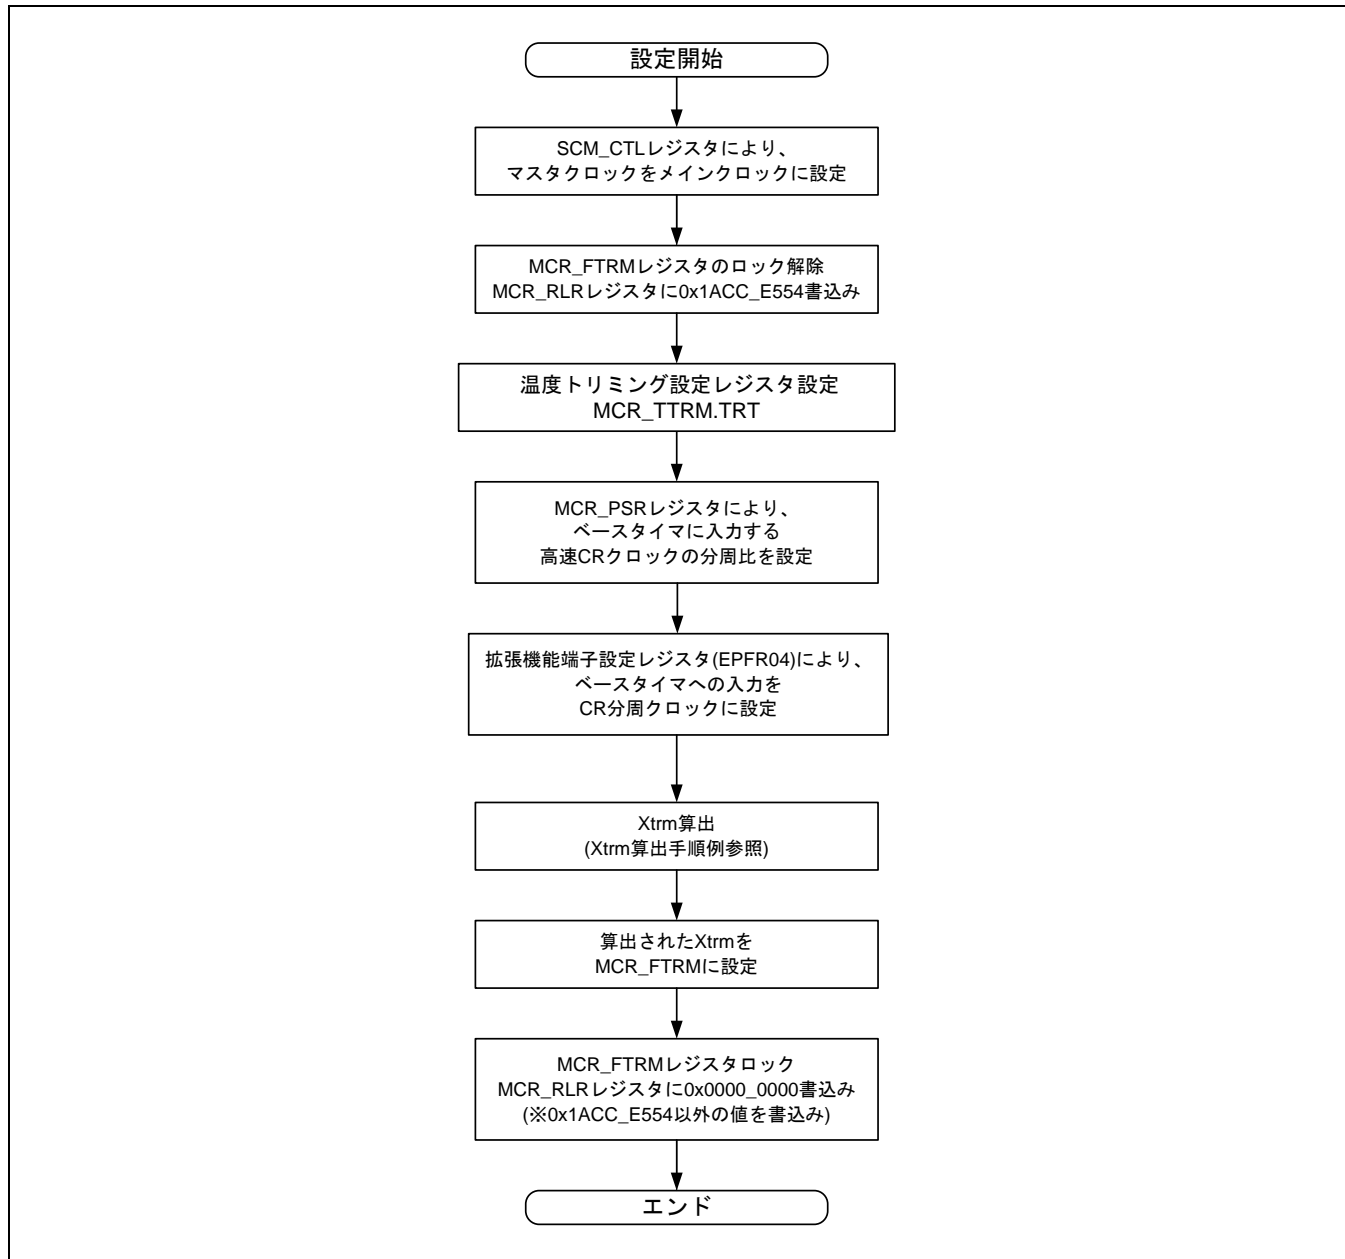 設定開始
SCM_CTLレジスタにより、
マスタクロックをメインクロックに設定
MCR_FTRMレジスタのロック解除
MCR_RLRレジスタに0x1ACC_E554書込み
温度トリミング設定レジスタ設定
MCR_TTRM.TRT
MCR_PSRレジスタにより、
ベースタイマに入力する
高速CRクロックの分周比を設定
拡張機能端子設定レジスタ(EPFR04)により、
ベースタイマへの入力を
CR分周クロックに設定
Xtrm算出
(Xtrm算出手順例参照)
算出されたXtrmを
MCR_FTRMに設定
MCR_FTRMレジスタロック
MCR_RLRレジスタに0x0000_0000書込み
(※0x1ACC_E554以外の値を書込み)
エンド